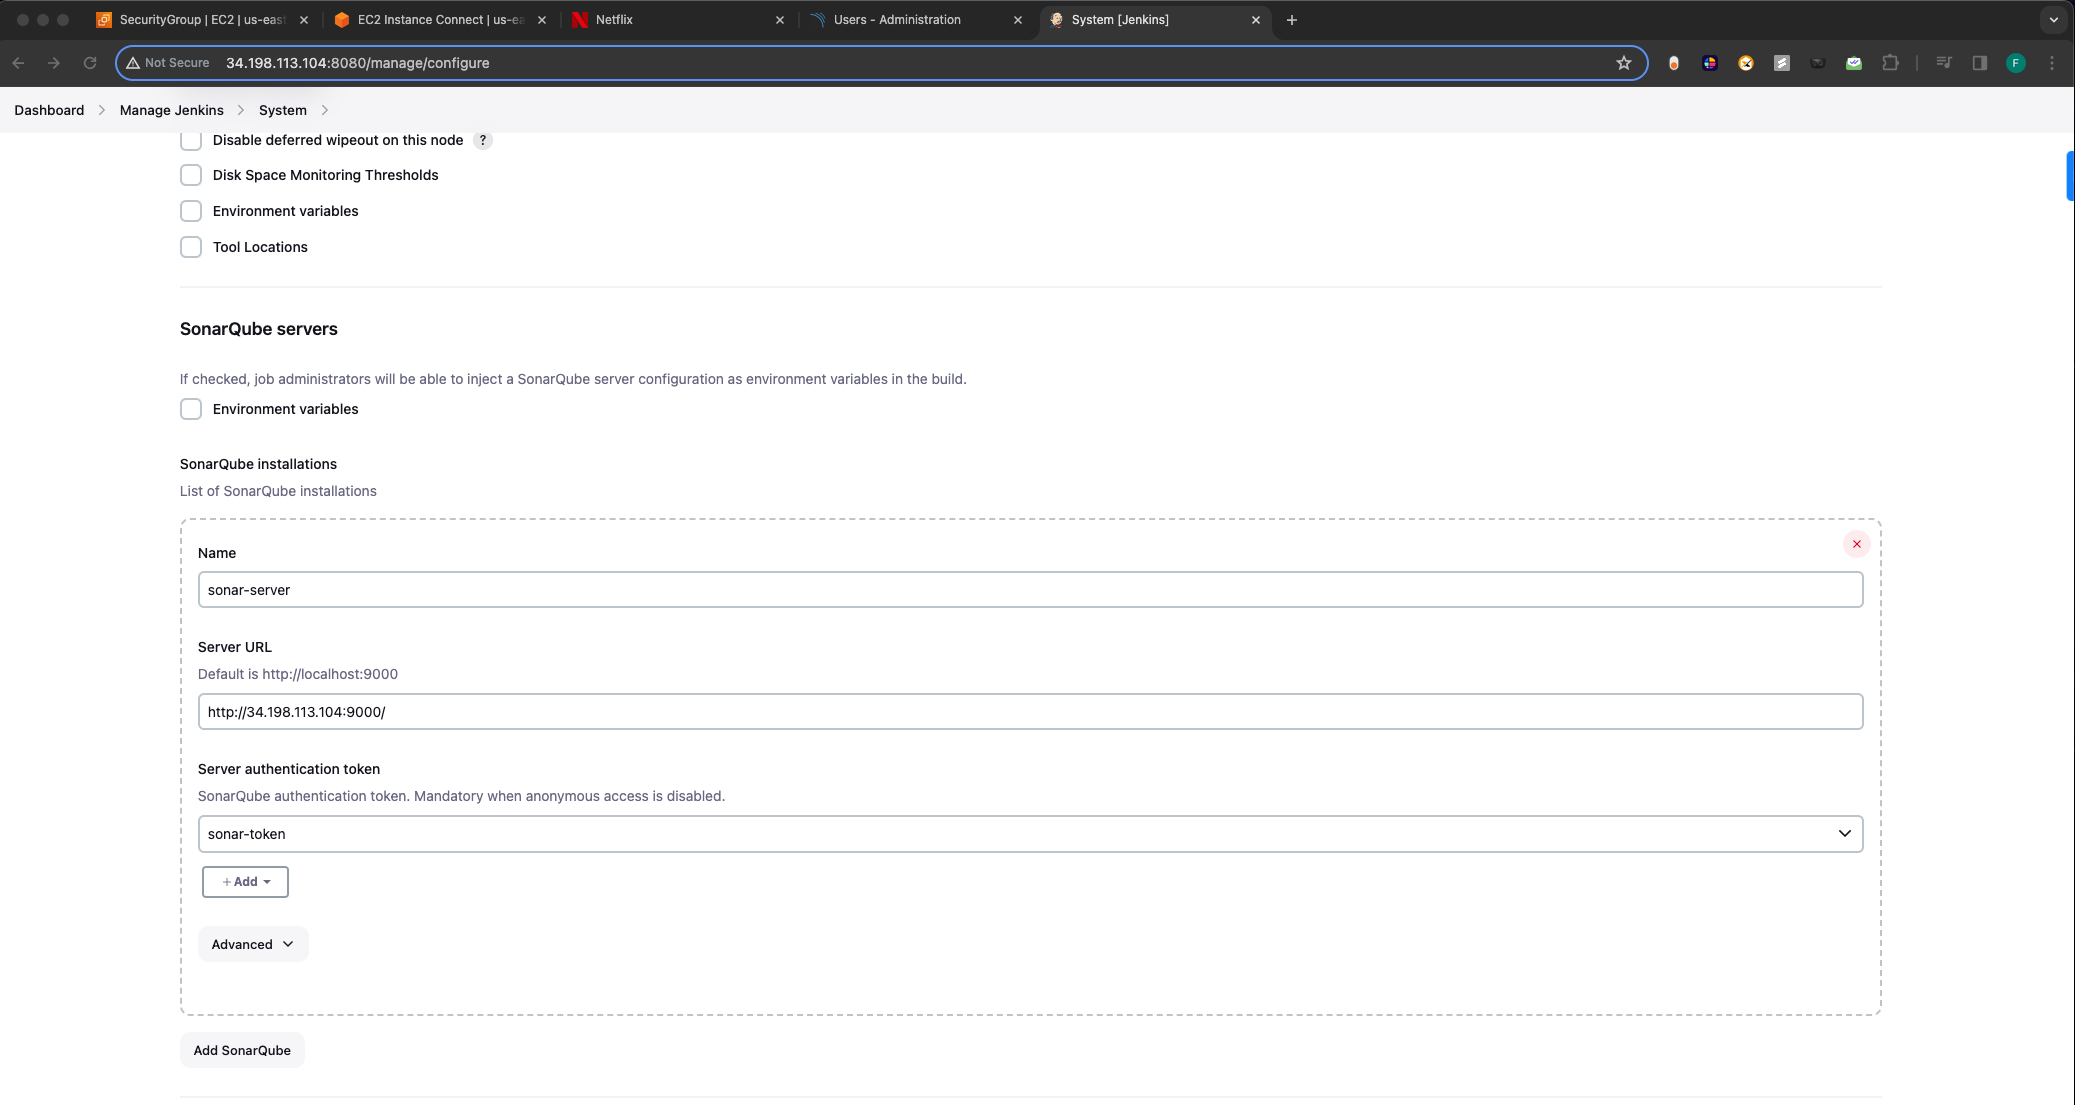 SecurityGroup | EC2 | us-east
EC2 Instance Connect | us-ea
Netflix
Users - Administration
System [Jenkins]
Not Secure
34.198.113.104:8080/manage/configure
F
Dashboard
Manage Jenkins
System
Disable deferred wipeout on this node ?
Disk Space Monitoring Thresholds
Environment variables
Tool Locations
SonarQube servers
If checked, job administrators will be able to inject a SonarQube server configuration as environment variables in the build.
Environment variables
SonarQube installations
List of SonarQube installations
Name
sonar-server
Server URL
Default is http://localhost:9000
http://34.198.113.104:9000/
Server authentication token
SonarQube authentication token. Mandatory when anonymous access is disabled.
sonar-token
+ Add
Advanced
Add SonarQube